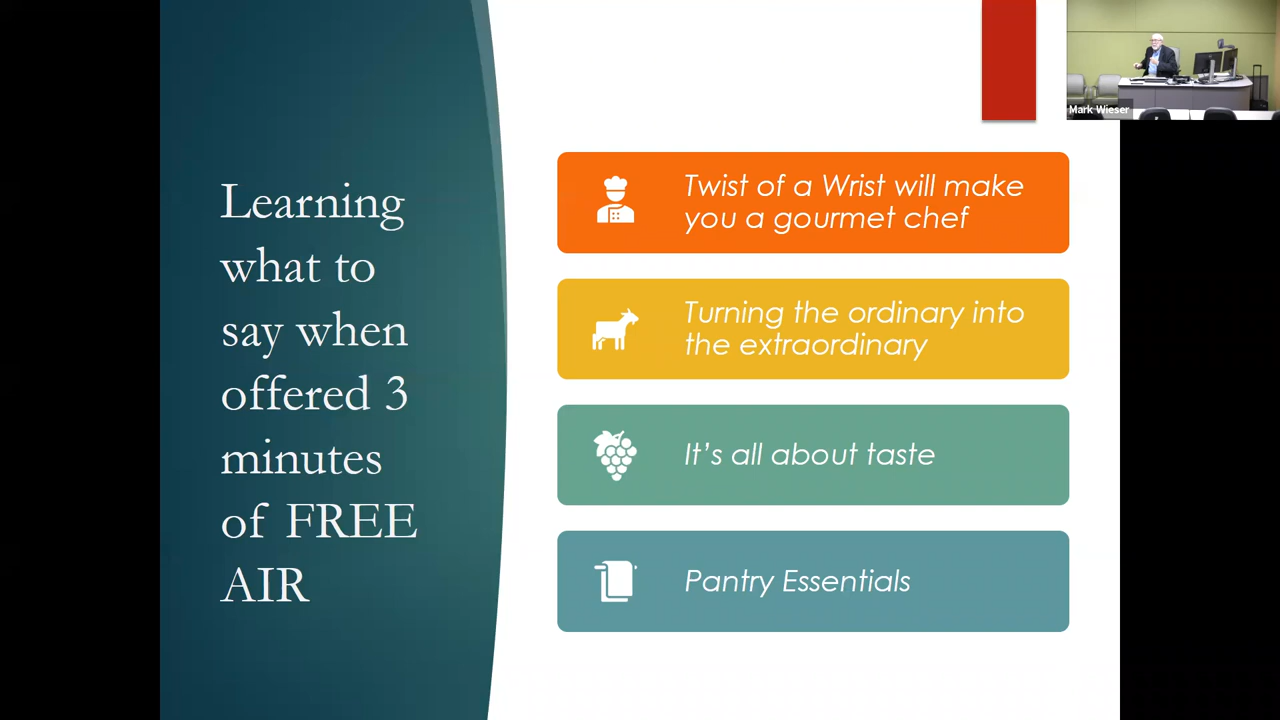 Learning
what to
say when
offered 3
minutes
of FREE
AIR
Twist of a Wrist will make
you a gourmet chef
Turning the ordinary into
the extraordinary
It's all about taste
Pantry Essentials
Mark Wieser